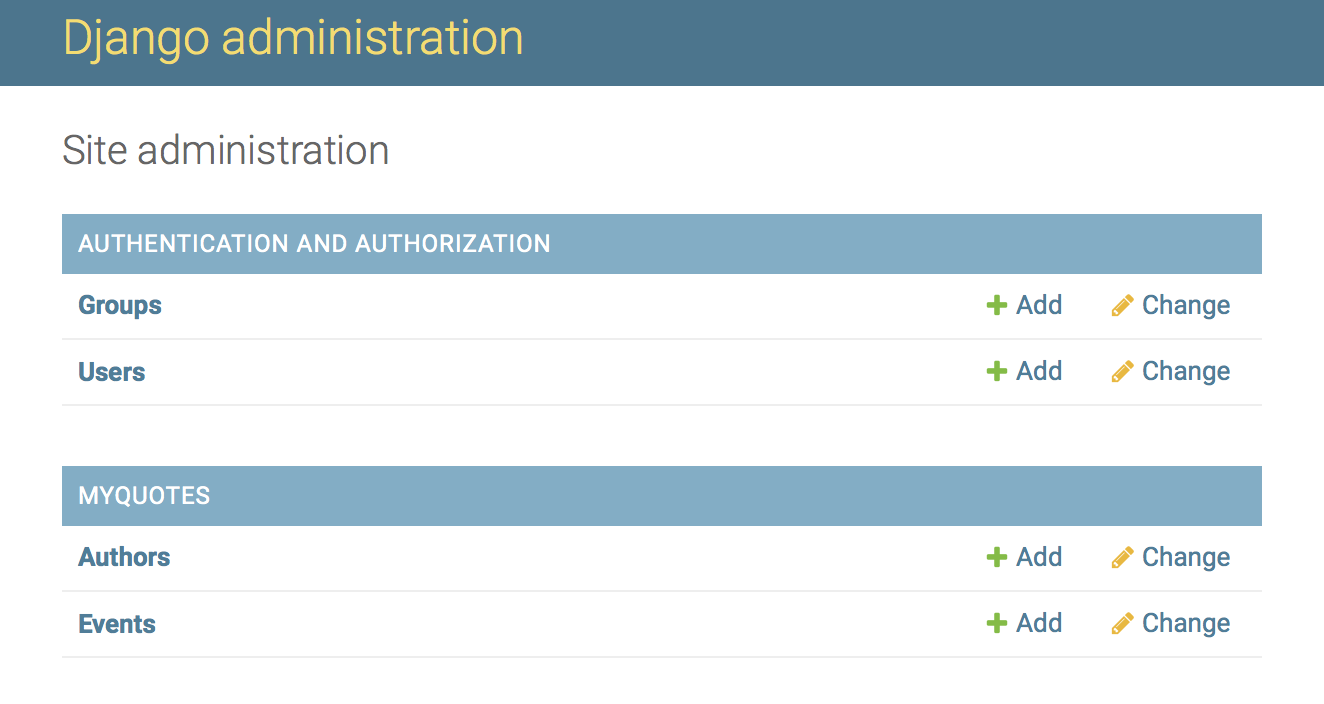 Django administration
Site administration
AUTHENTICATION AND AUTHORIZATION
Groups Add Change
Users Add Change
MYQUOTES
Authors Add Change
Events Add Change